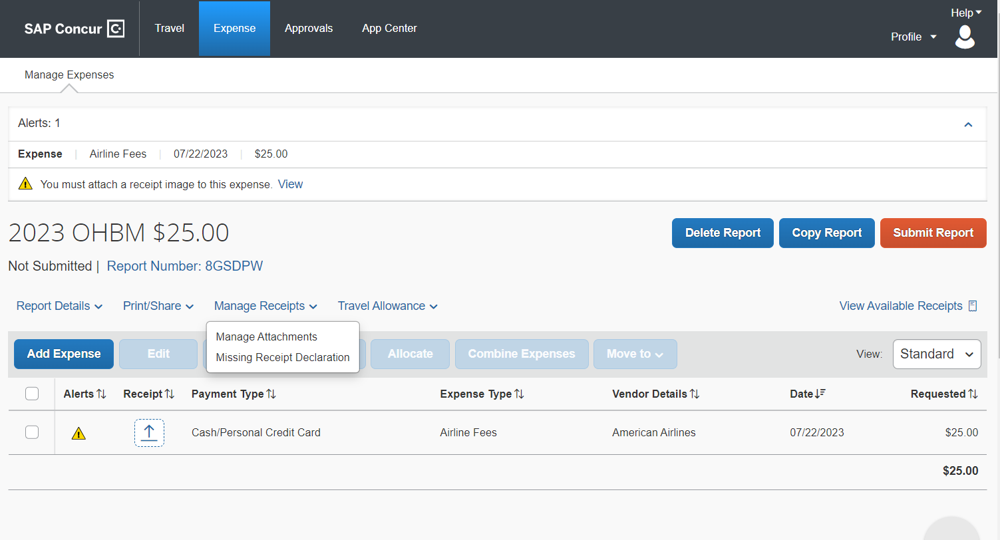 SAP Concur Travel Expense Approvals App Center Help
Profile
Manage Expenses
Alerts: 1
Expense | Airline Fees | 07/22/2023 | $25.00
You must attach a receipt image to this expense. View
2023 OHBM $25.00
Delete Report Copy Report Submit Report
Not Submitted | Report Number: 8GSDPW
Report Details Print/Share Manage Receipts Travel Allowance View Available Receipts
Manage Attachments
Missing Receipt Declaration
Add Expense Edit Allocate Combine Expenses Move to View: Standard
Alerts Receipt Payment Type Expense Type Vendor Details Date Requested
Cash/Personal Credit Card Airline Fees American Airlines 07/22/2023 $25.00
$25.00